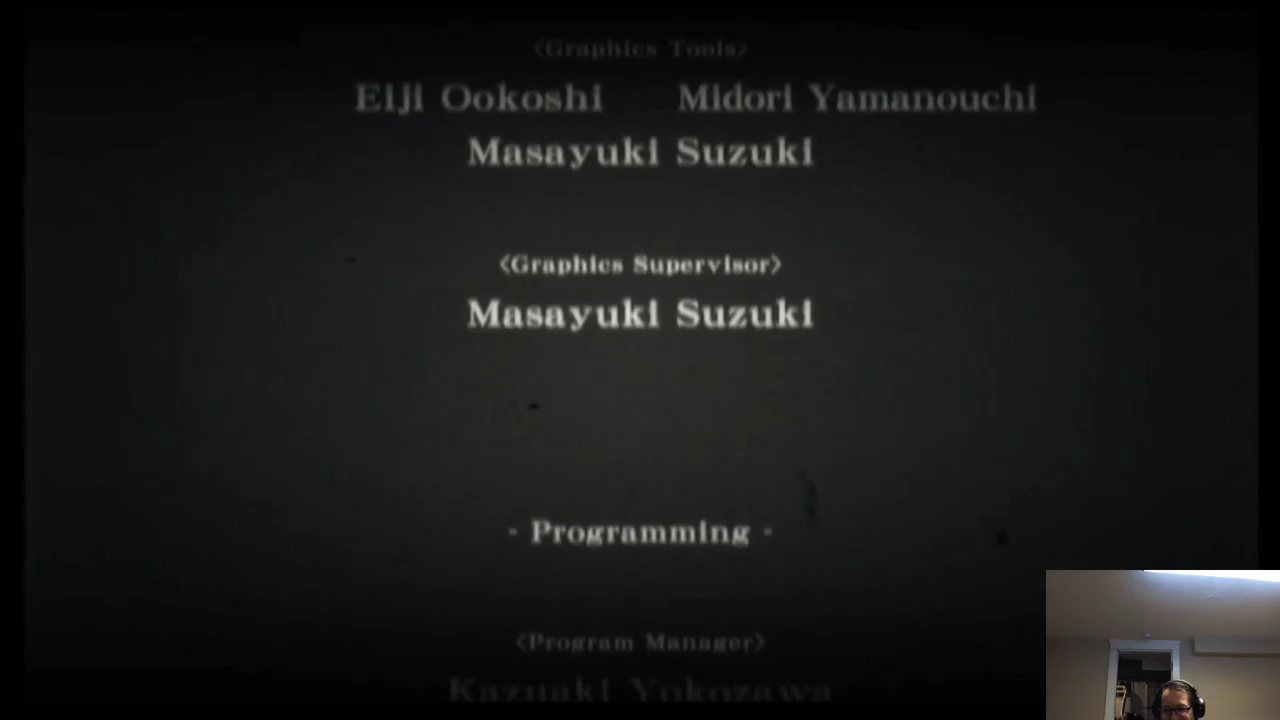 <Graphics Tools>
Eiji Ookoshi Midori Yamanouchi
Masayuki Suzuki
<Graphics Supervisor>
Masayuki Suzuki
- Programming -
<Program Manager>
Kazuaki Yokozawa